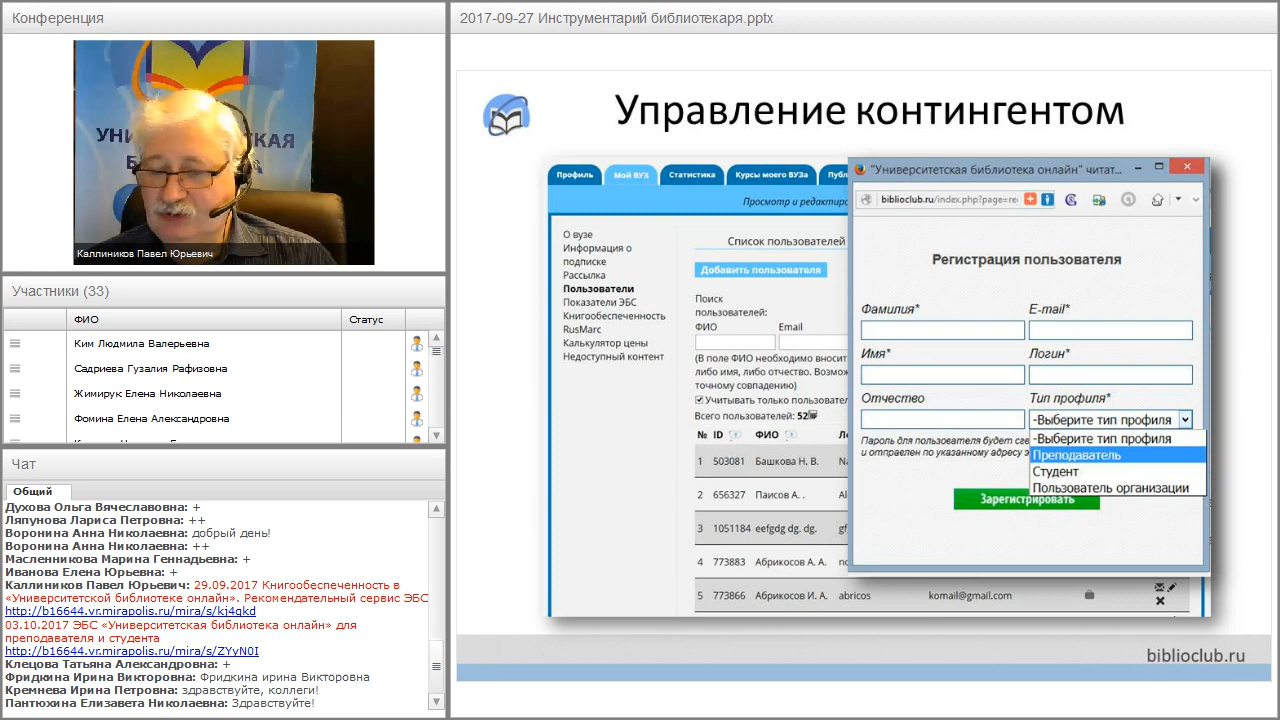 Конференция
УНИ
СКАЯ
Б
Каллиников Павел Юрьевич
Участники (33)
ФИО
Статус
Ким Людмила Валерьевна
Садриева Гузалия Рафизовна
Жимирук Елена Николаевна
Фомина Елена Александровна
Чат
Общий
Духова Ольга Вячеславовна: +
Ляпунова Лариса Петровна: ++
Воронина Анна Николаевна: добрый день!
Воронина Анна Николаевна: ++
Масленникова Марина Геннадьевна: +
Иванова Елена Юрьевна: +
Каллиников Павел Юрьевич: 29.09.2017 Книгообеспеченность в
«Университетской библиотеке онлайн». Рекомендательный сервис ЭБС
http://b16644.vr.mirapolis.ru/mira/s/kj4qkd
03.10.2017 ЭБС «Университетская библиотека онлайн» для
преподавателя и студента
http://b16644.vr.mirapolis.ru/mira/s/ZYyN0I
Клецова Татьяна Александровна: +
Фридкина Ирина Викторовна: Фридкина ирина Викторовна
Кремнева Ирина Петровна: здравствуйте, коллеги!
Пантюхина Елизавета Николаевна: Здравствуйте!
2017-09-27 Инструментарий библиотекаря.pptx
Управление контингентом
Профиль
Мой ВУЗ
Статистика
Курсы моего ВУЗа
Публ
Просмотр и редактиро
О вузе
Информация о
подписке
Рассылка
Пользователи
Показатели ЭБС
Книгообеспеченность
RusMarc
Калькулятор цены
Недоступный контент
Список пользователей
Добавить пользователя
Поиск
пользователей:
ФИО
Email
(В поле ФИО необходимо вносит
либо имя, либо отчество. Возмож
точному совпадению)
Учитывать только пользовател
Всего пользователей: 52
№ ID ФИО Ло
1 503081 Башкова Н. В. Na
2 656327 Паисов А. . Al
3 1051184 eefgdg dg. dg. gf
4 773883 Абрикосов А. А. no
5 773866 Абрикосов И. А. abricos komail@gmail.com
"Университетская библиотека онлайн" читат...
biblioclub.ru/index.php?page=re
Регистрация пользователя
Фамилия*
E-mail*
Имя*
Логин*
Отчество
Тип профиля*
-Выберите тип профиля
-Выберите тип профиля
Преподаватель
Студент
Пользователь организации
Пароль для пользователя будет сге
и отправлен по указанному адресу э
Зарегистрировать
biblioclub.ru